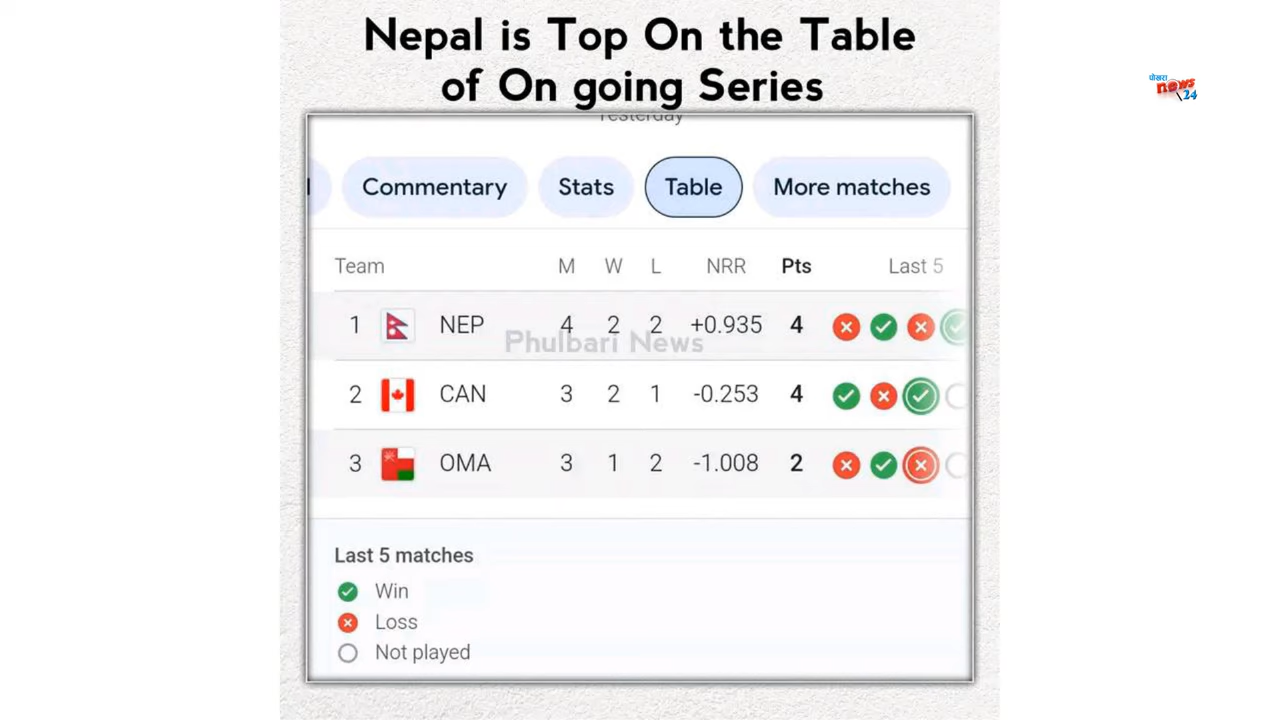 Nepal is Top On the Table
of On going Series
पोखरा
news
24
Yesterday
Commentary Stats Table More matches
Team M W L NRR Pts Last 5
1 NEP 4 2 2 +0.935 4
Phulbari News
2 CAN 3 2 1 -0.253 4
3 OMA 3 1 2 -1.008 2
Last 5 matches
Win
Loss
Not played